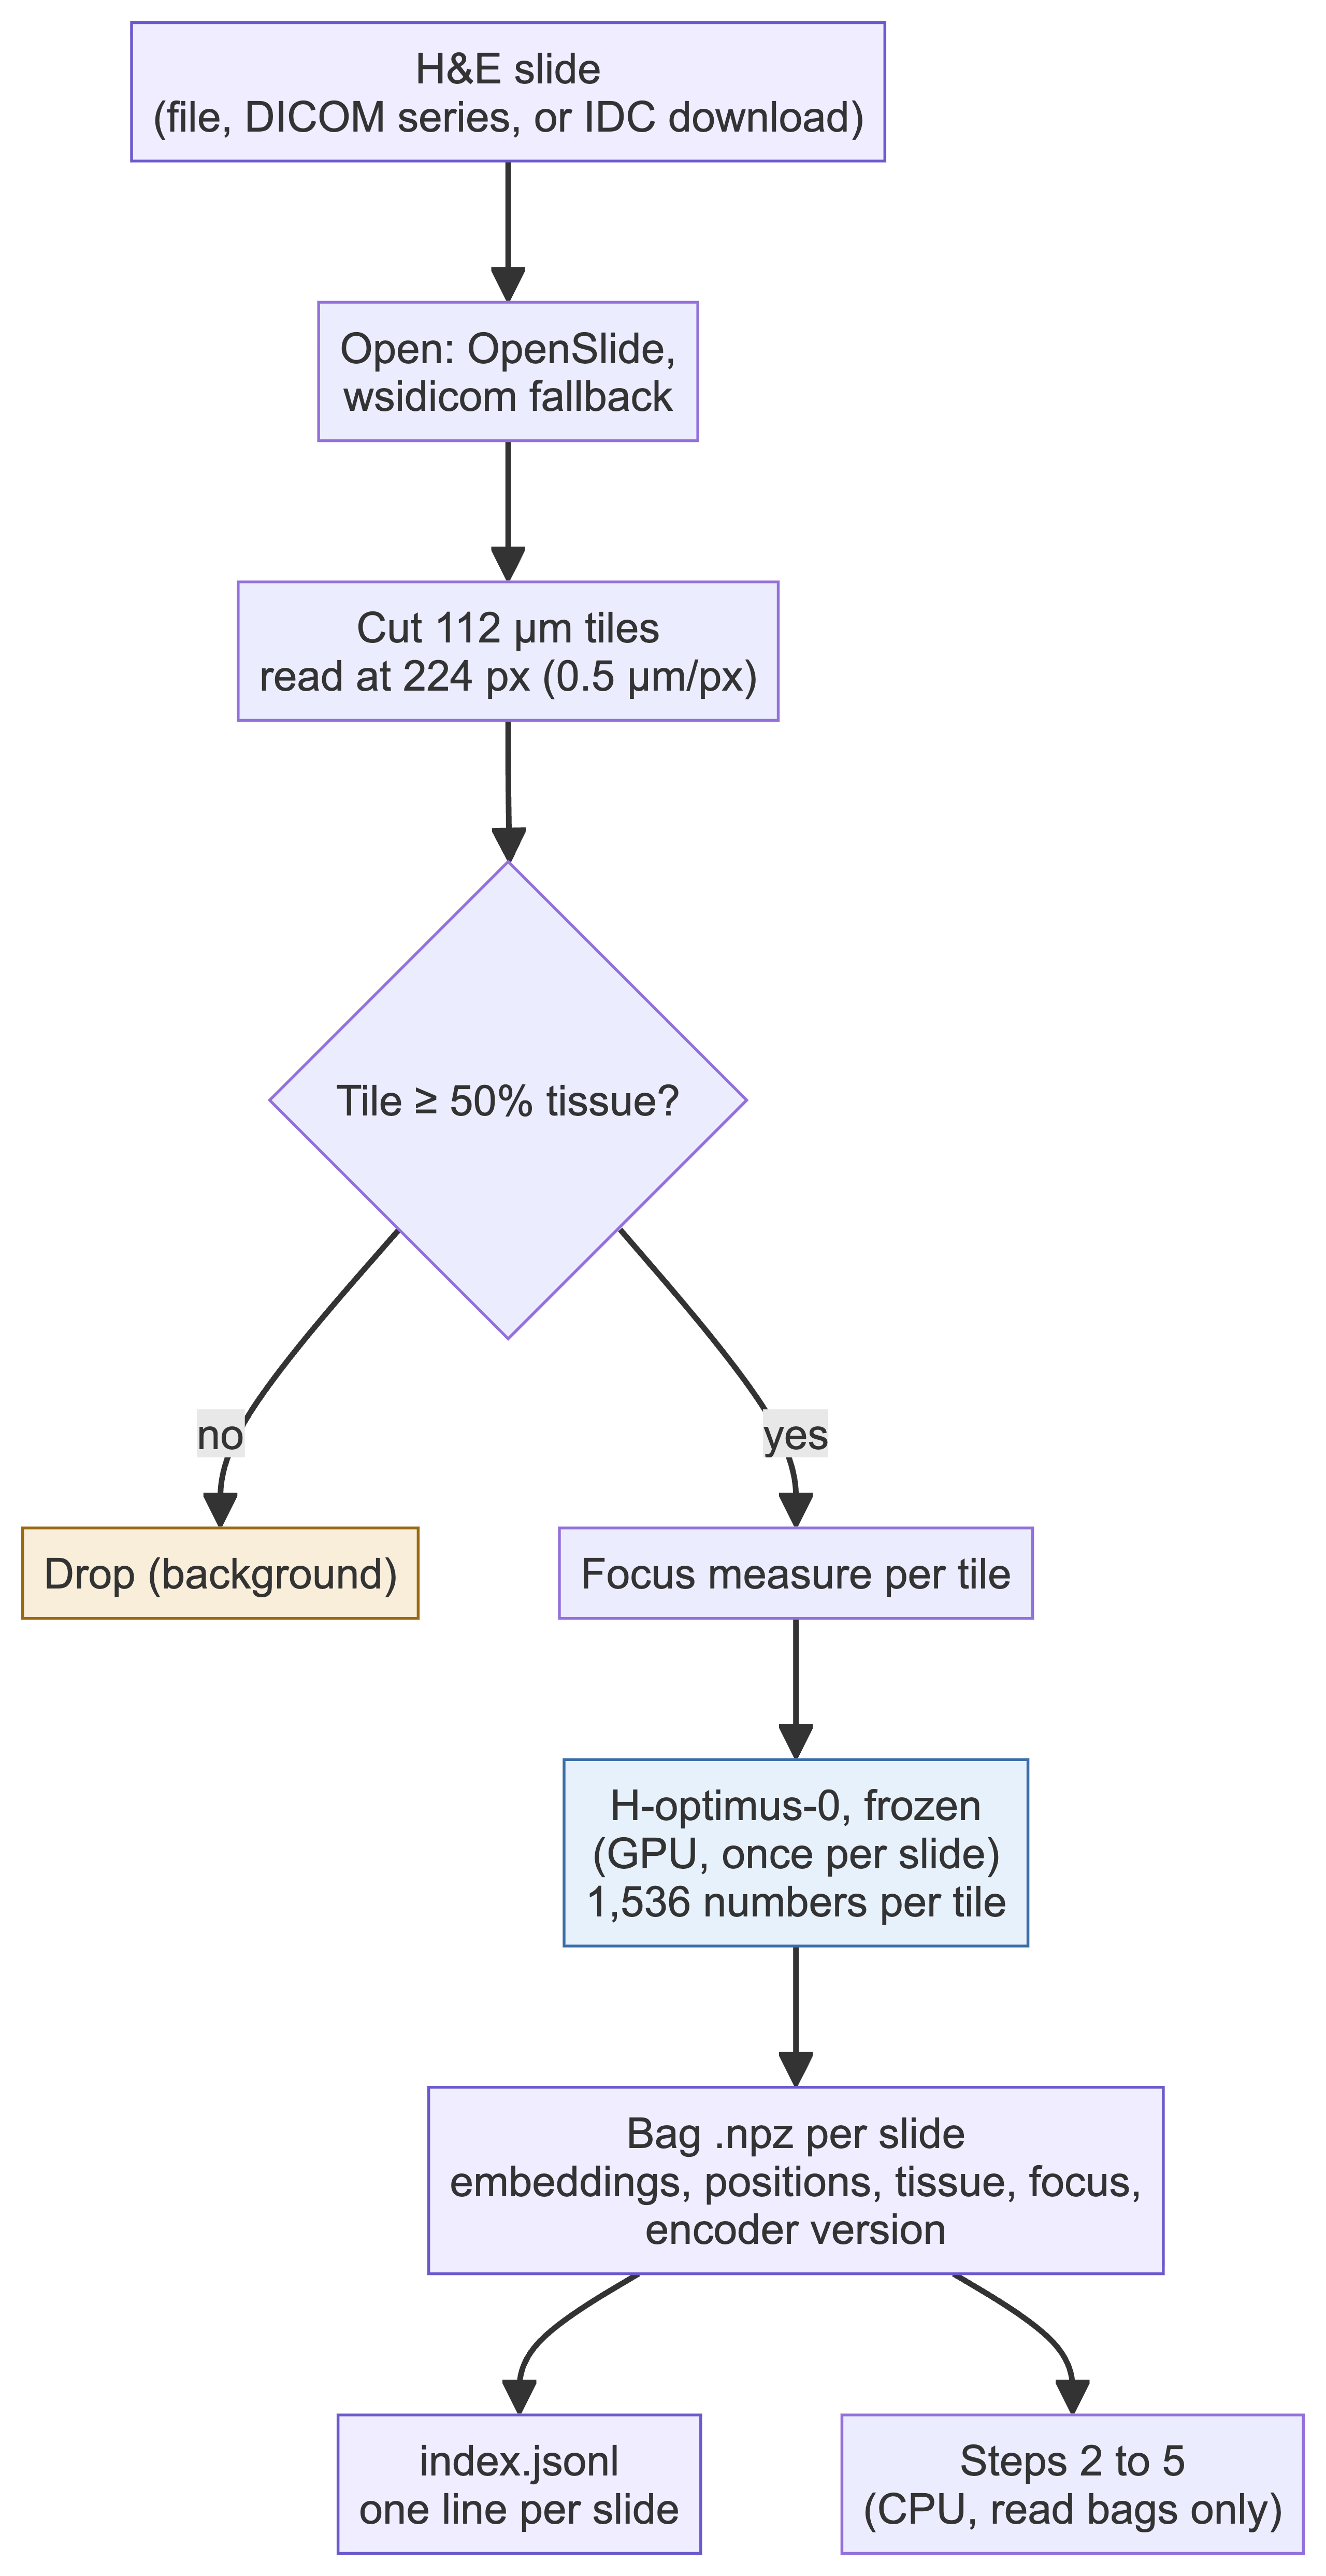 H&E slide
(file, DICOM series, or IDC download)
Open: OpenSlide,
wsidicom fallback
Cut 112 µm tiles
read at 224 px (0.5 µm/px)
Tile ≥ 50% tissue?
no
yes
Drop (background)
Focus measure per tile
H-optimus-0, frozen
(GPU, once per slide)
1,536 numbers per tile
Bag .npz per slide
embeddings, positions, tissue, focus,
encoder version
index.jsonl
one line per slide
Steps 2 to 5
(CPU, read bags only)